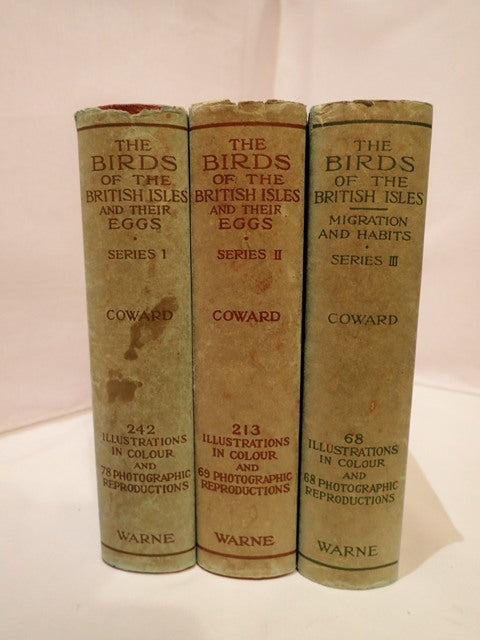 THE
BIRDS
OF THE
BRITISH ISLES
AND THEIR
EGGS
SERIES I
COWARD
242
ILLUSTRATIONS
IN COLOUR
AND
78 PHOTOGRAPHIC
REPRODUCTIONS
WARNE
THE
BIRDS
OF THE
BRITISH ISLES
AND THEIR
EGGS
SERIES II
COWARD
213
ILLUSTRATIONS
IN COLOUR
AND
69 PHOTOGRAPHIC
REPRODUCTIONS
WARNE
THE
BIRDS
OF THE
BRITISH ISLES
MIGRATION
AND HABITS
SERIES III
COWARD
68
ILLUSTRATIONS
IN COLOUR
AND
68 PHOTOGRAPHIC
REPRODUCTIONS
WARNE